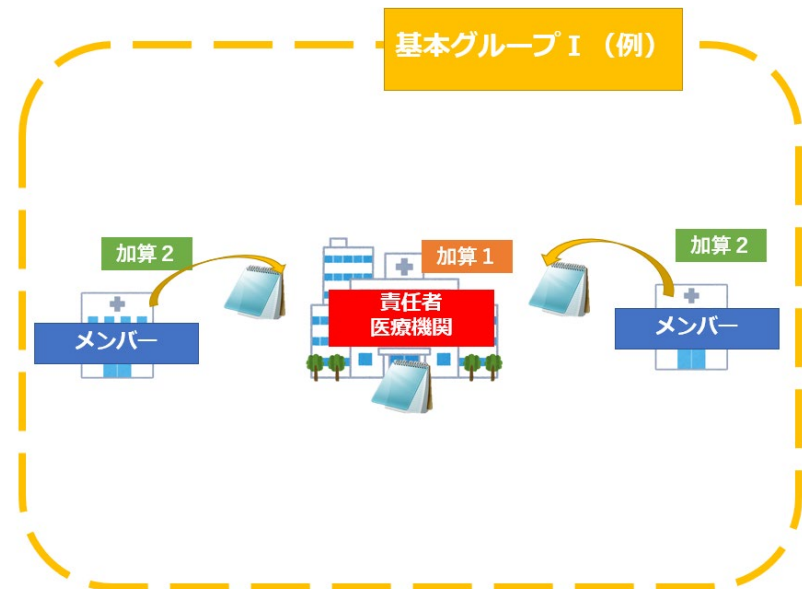 基本グループⅠ（例）
加算２
加算１
加算２
責任者
医療機関
メンバー
メンバー